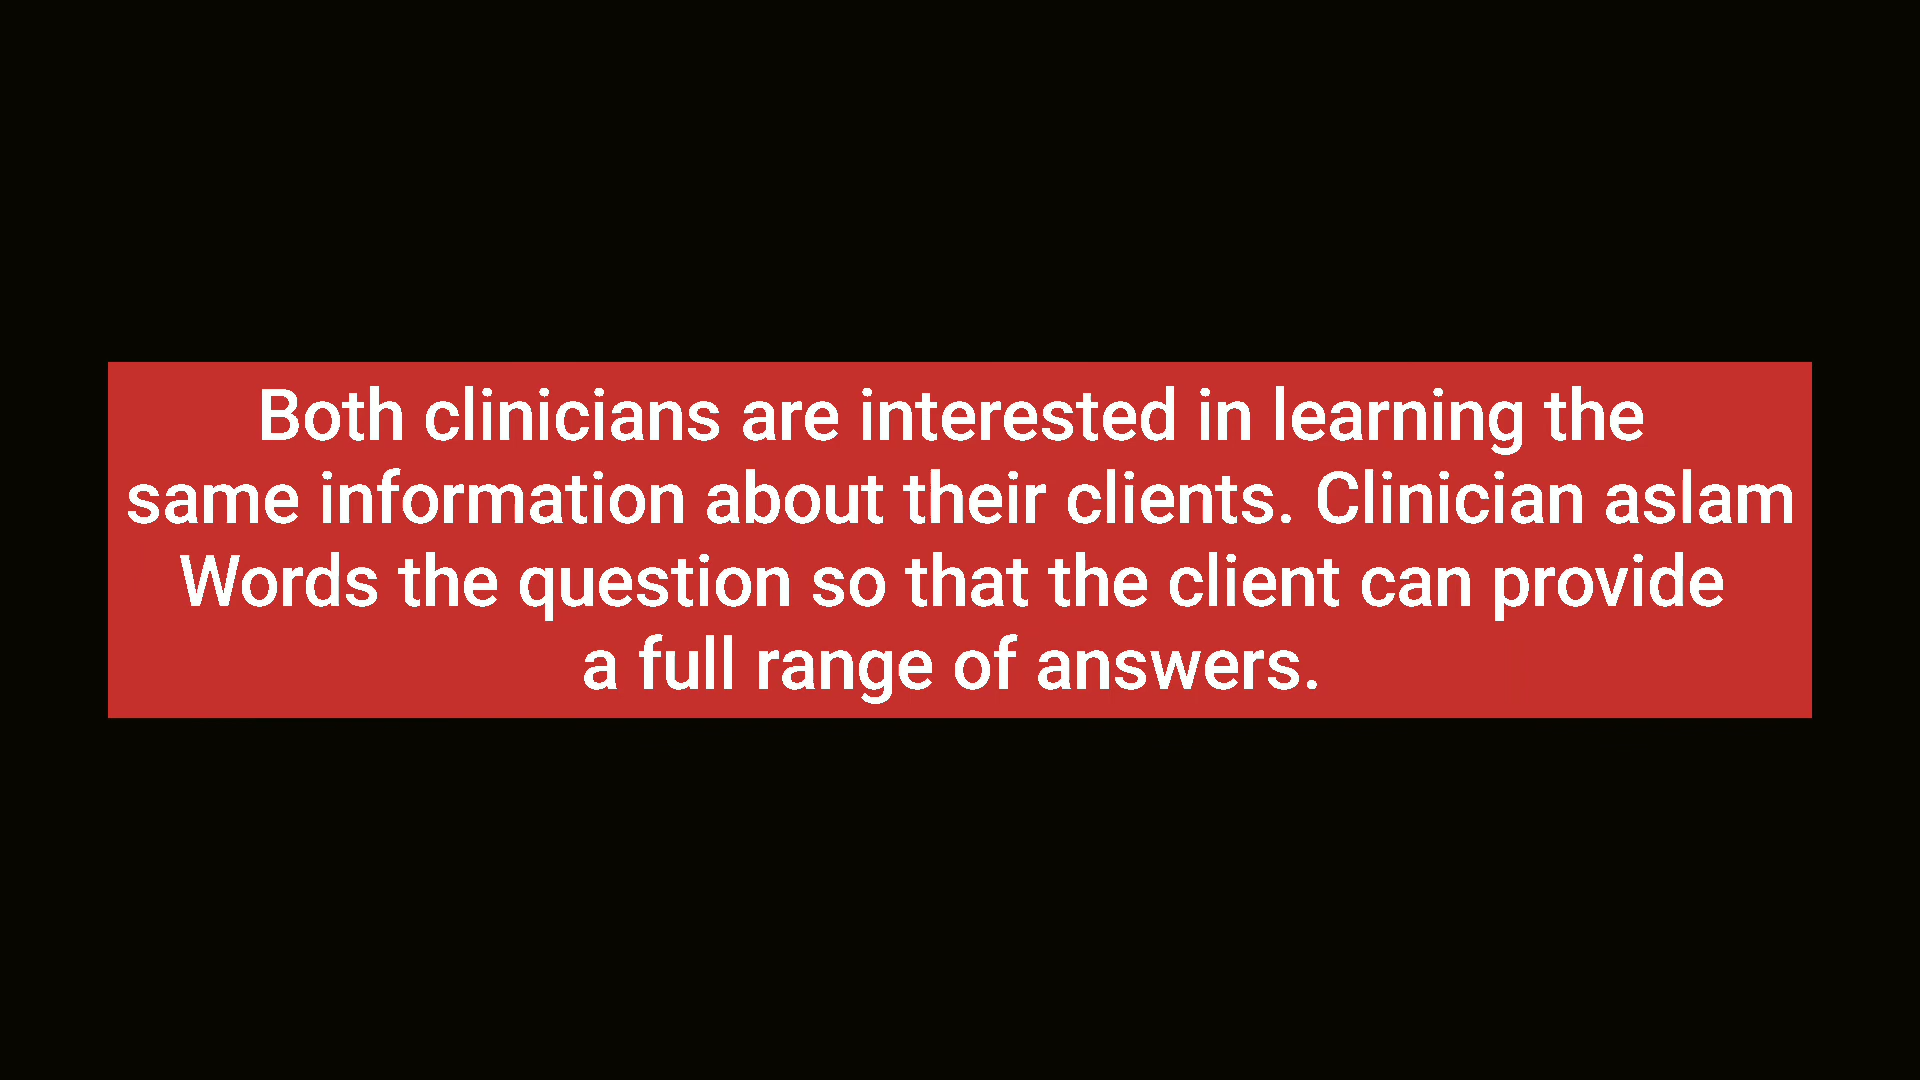 Both clinicians are interested in learning the
same information about their clients. Clinician aslam
Words the question so that the client can provide
a full range of answers.